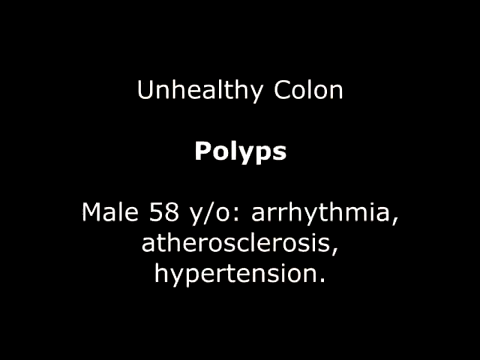 Unhealthy Colon
Polyps
Male 58 y/o: arrhythmia,
atherosclerosis,
hypertension.